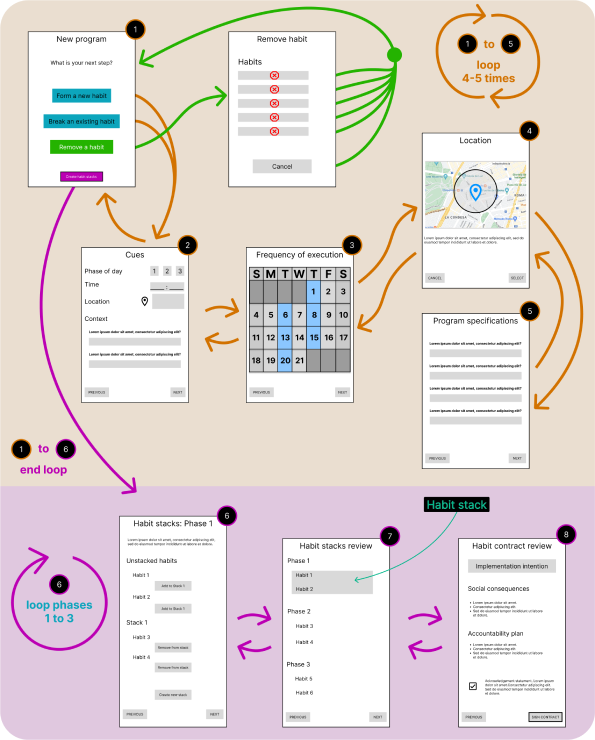 1
New program
What is your next step?
Form a new habit
Break an existing habit
Remove a habit
Create habit stacks
Remove habit
Habits
Cancel
1 to 5
loop
4-5 times
4
Location
LA CONDESA
Lorem ipsum dolor sit amet, consectetur adipiscing elit, sed do
eiusmod tempor incididunt ut labore et dolore.
CANCEL
SELECT
2
Cues
Phase of day
1 2 3
Time
:
Location
Context
Lorem ipsum dolor sit amet, consectetur adipiscing elit?
Lorem ipsum dolor sit amet, consectetur adipiscing elit?
PREVIOUS
NEXT
3
Frequency of execution
S M T W T F S
1 2 3
4 5 6 7 8 9 10
11 12 13 14 15 16 17
18 19 20 21
PREVIOUS
NEXT
5
Program specifications
Lorem ipsum dolor sit amet, consectetur adipiscing elit?
Lorem ipsum dolor sit amet, consectetur adipiscing elit?
Lorem ipsum dolor sit amet, consectetur adipiscing elit?
Lorem ipsum dolor sit amet, consectetur adipiscing elit?
PREVIOUS
NEXT
1 to 6
end loop
6
loop phases
1 to 3
6
Habit stacks: Phase 1
Lorem ipsum dolor sit amet, consectetur adipiscing elit, sed do
eiusmod tempor incididunt ut labore et dolore.
Unstacked habits
Habit 1
Add to Stack 1
Habit 2
Add to Stack 1
Stack 1
Habit 3
Remove from stack
Habit 4
Remove from stack
Create new stack
PREVIOUS
NEXT
Habit stack
7
Habit stacks review
Phase 1
Habit 1
Habit 2
Phase 2
Habit 3
Habit 4
Phase 3
Habit 5
Habit 6
PREVIOUS
NEXT
8
Habit contract review
Implementation intention
Social consequences
• Lorem ipsum dolor sit amet.
• Consectetur adipiscing elit.
• Sed do eiusmod tempor incididunt ut labore
et dolore.
Accountability plan
• Lorem ipsum dolor sit amet.
• Consectetur adipiscing elit.
• Sed do eiusmod tempor incididunt ut labore
et dolore.
Acknowledgement statement. Lorem ipsum
dolor sit amet. Consectetur adipiscing elit.
Sed do eiusmod tempor incididunt ut labore
et dolore.
PREVIOUS
SIGN CONTRACT